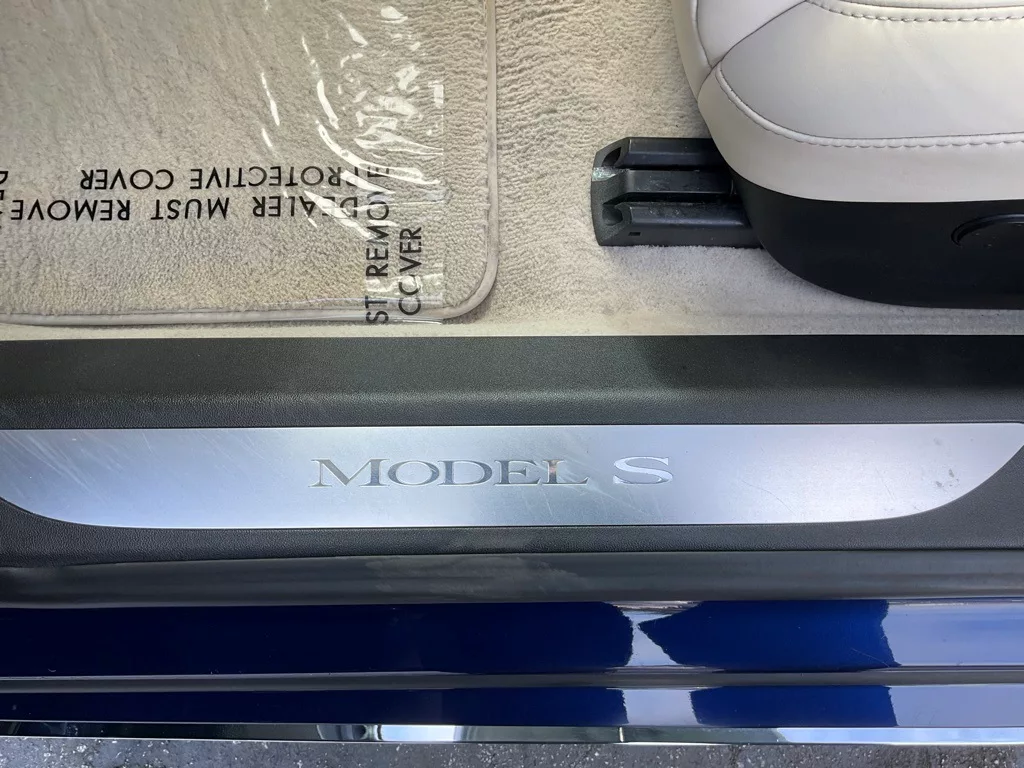 DEALER MUST REMOVE
PROTECTIVE COVER
ST REMOVE
COVER
MODEL S